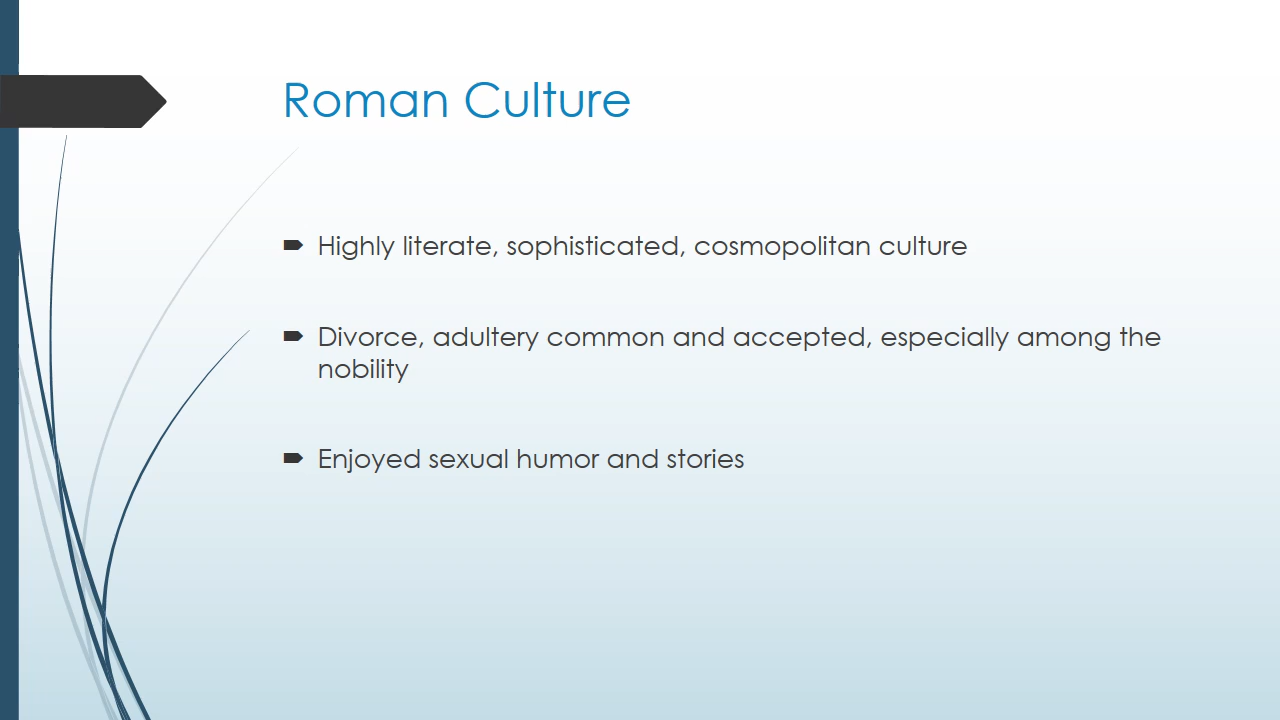 Roman Culture
Highly literate, sophisticated, cosmopolitan culture
Divorce, adultery common and accepted, especially among the
nobility
Enjoyed sexual humor and stories